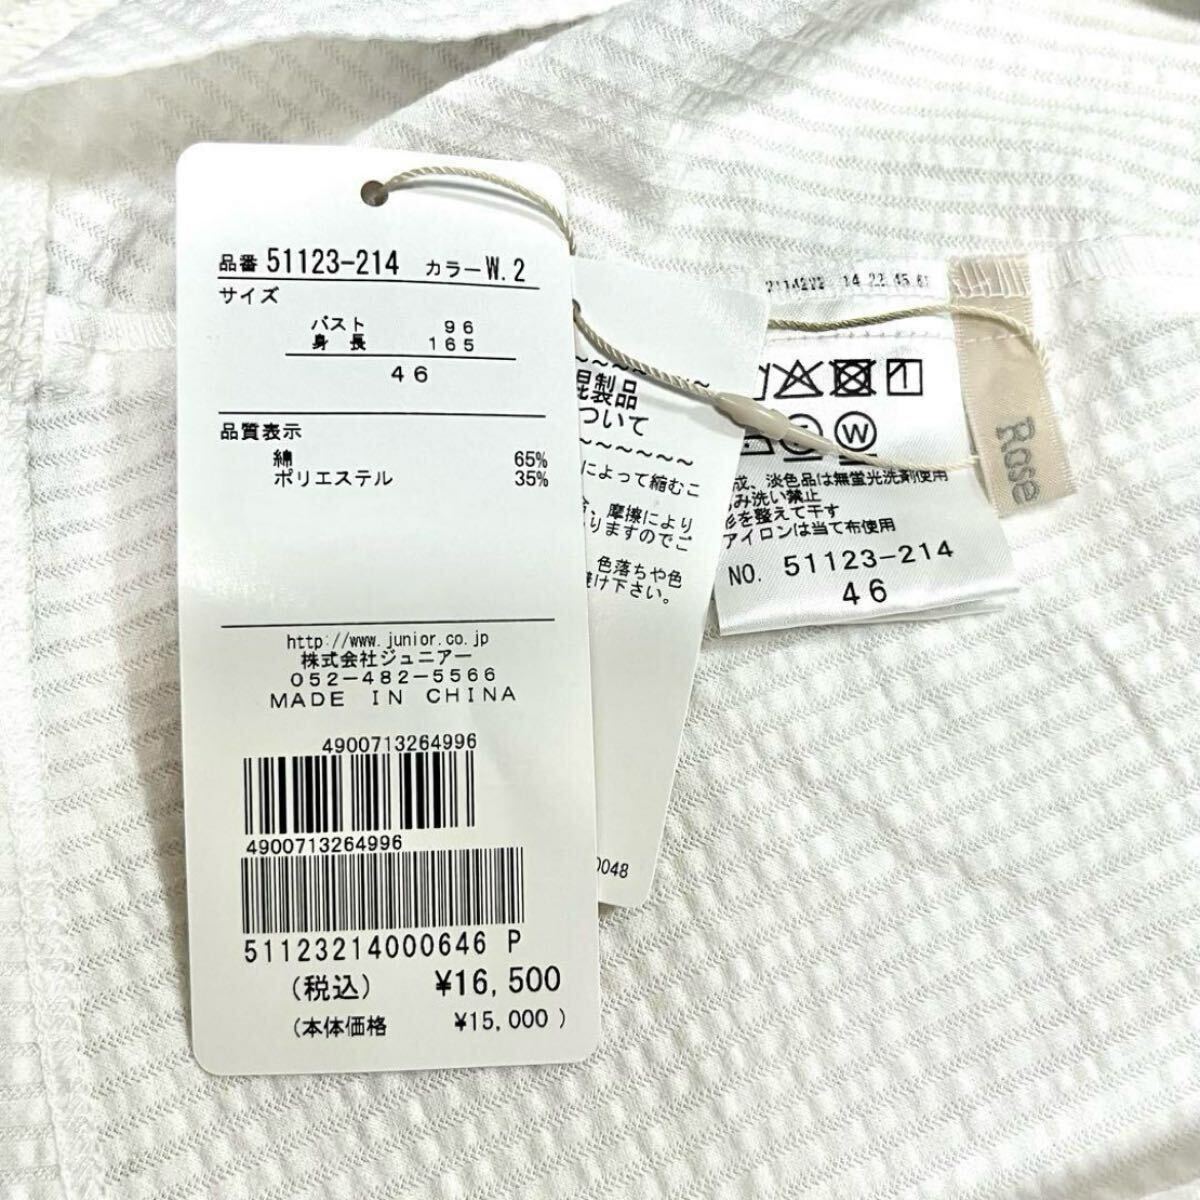 品番 51123-214 カラー W.2
サイズ
バスト 96
身長 165
46
品質表示
綿 65%
ポリエステル 35%
http://www.junior.co.jp
株式会社ジュニアー
052-482-5566
MADE IN CHINA
4900713264996
4900713264996
51123214000646 P
(税込) ¥16,500
(本体価格 ¥15,000)
~~~~~~
製品
ついて
~~~~~~
によって縮むこ
、摩擦により
りますのでご
、色落ちや色
け下さい。
0048
W
成、淡色品は無蛍光洗剤使用
み洗い禁止
形を整えて干す
アイロンは当て布使用
NO. 51123-214
46
Rose